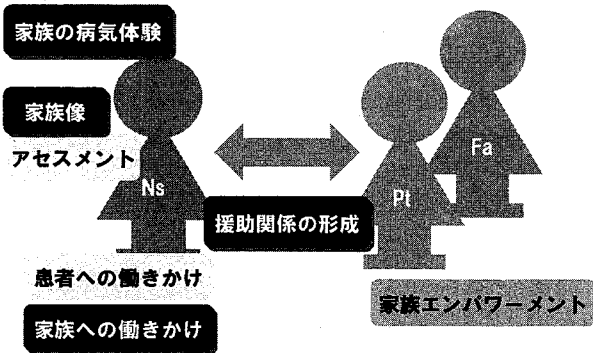 家族の病気体験
家族像
アセスメント
Ns
Pt
Fa
援助関係の形成
患者への働きかけ
家族への働きかけ
家族エンパワーメント